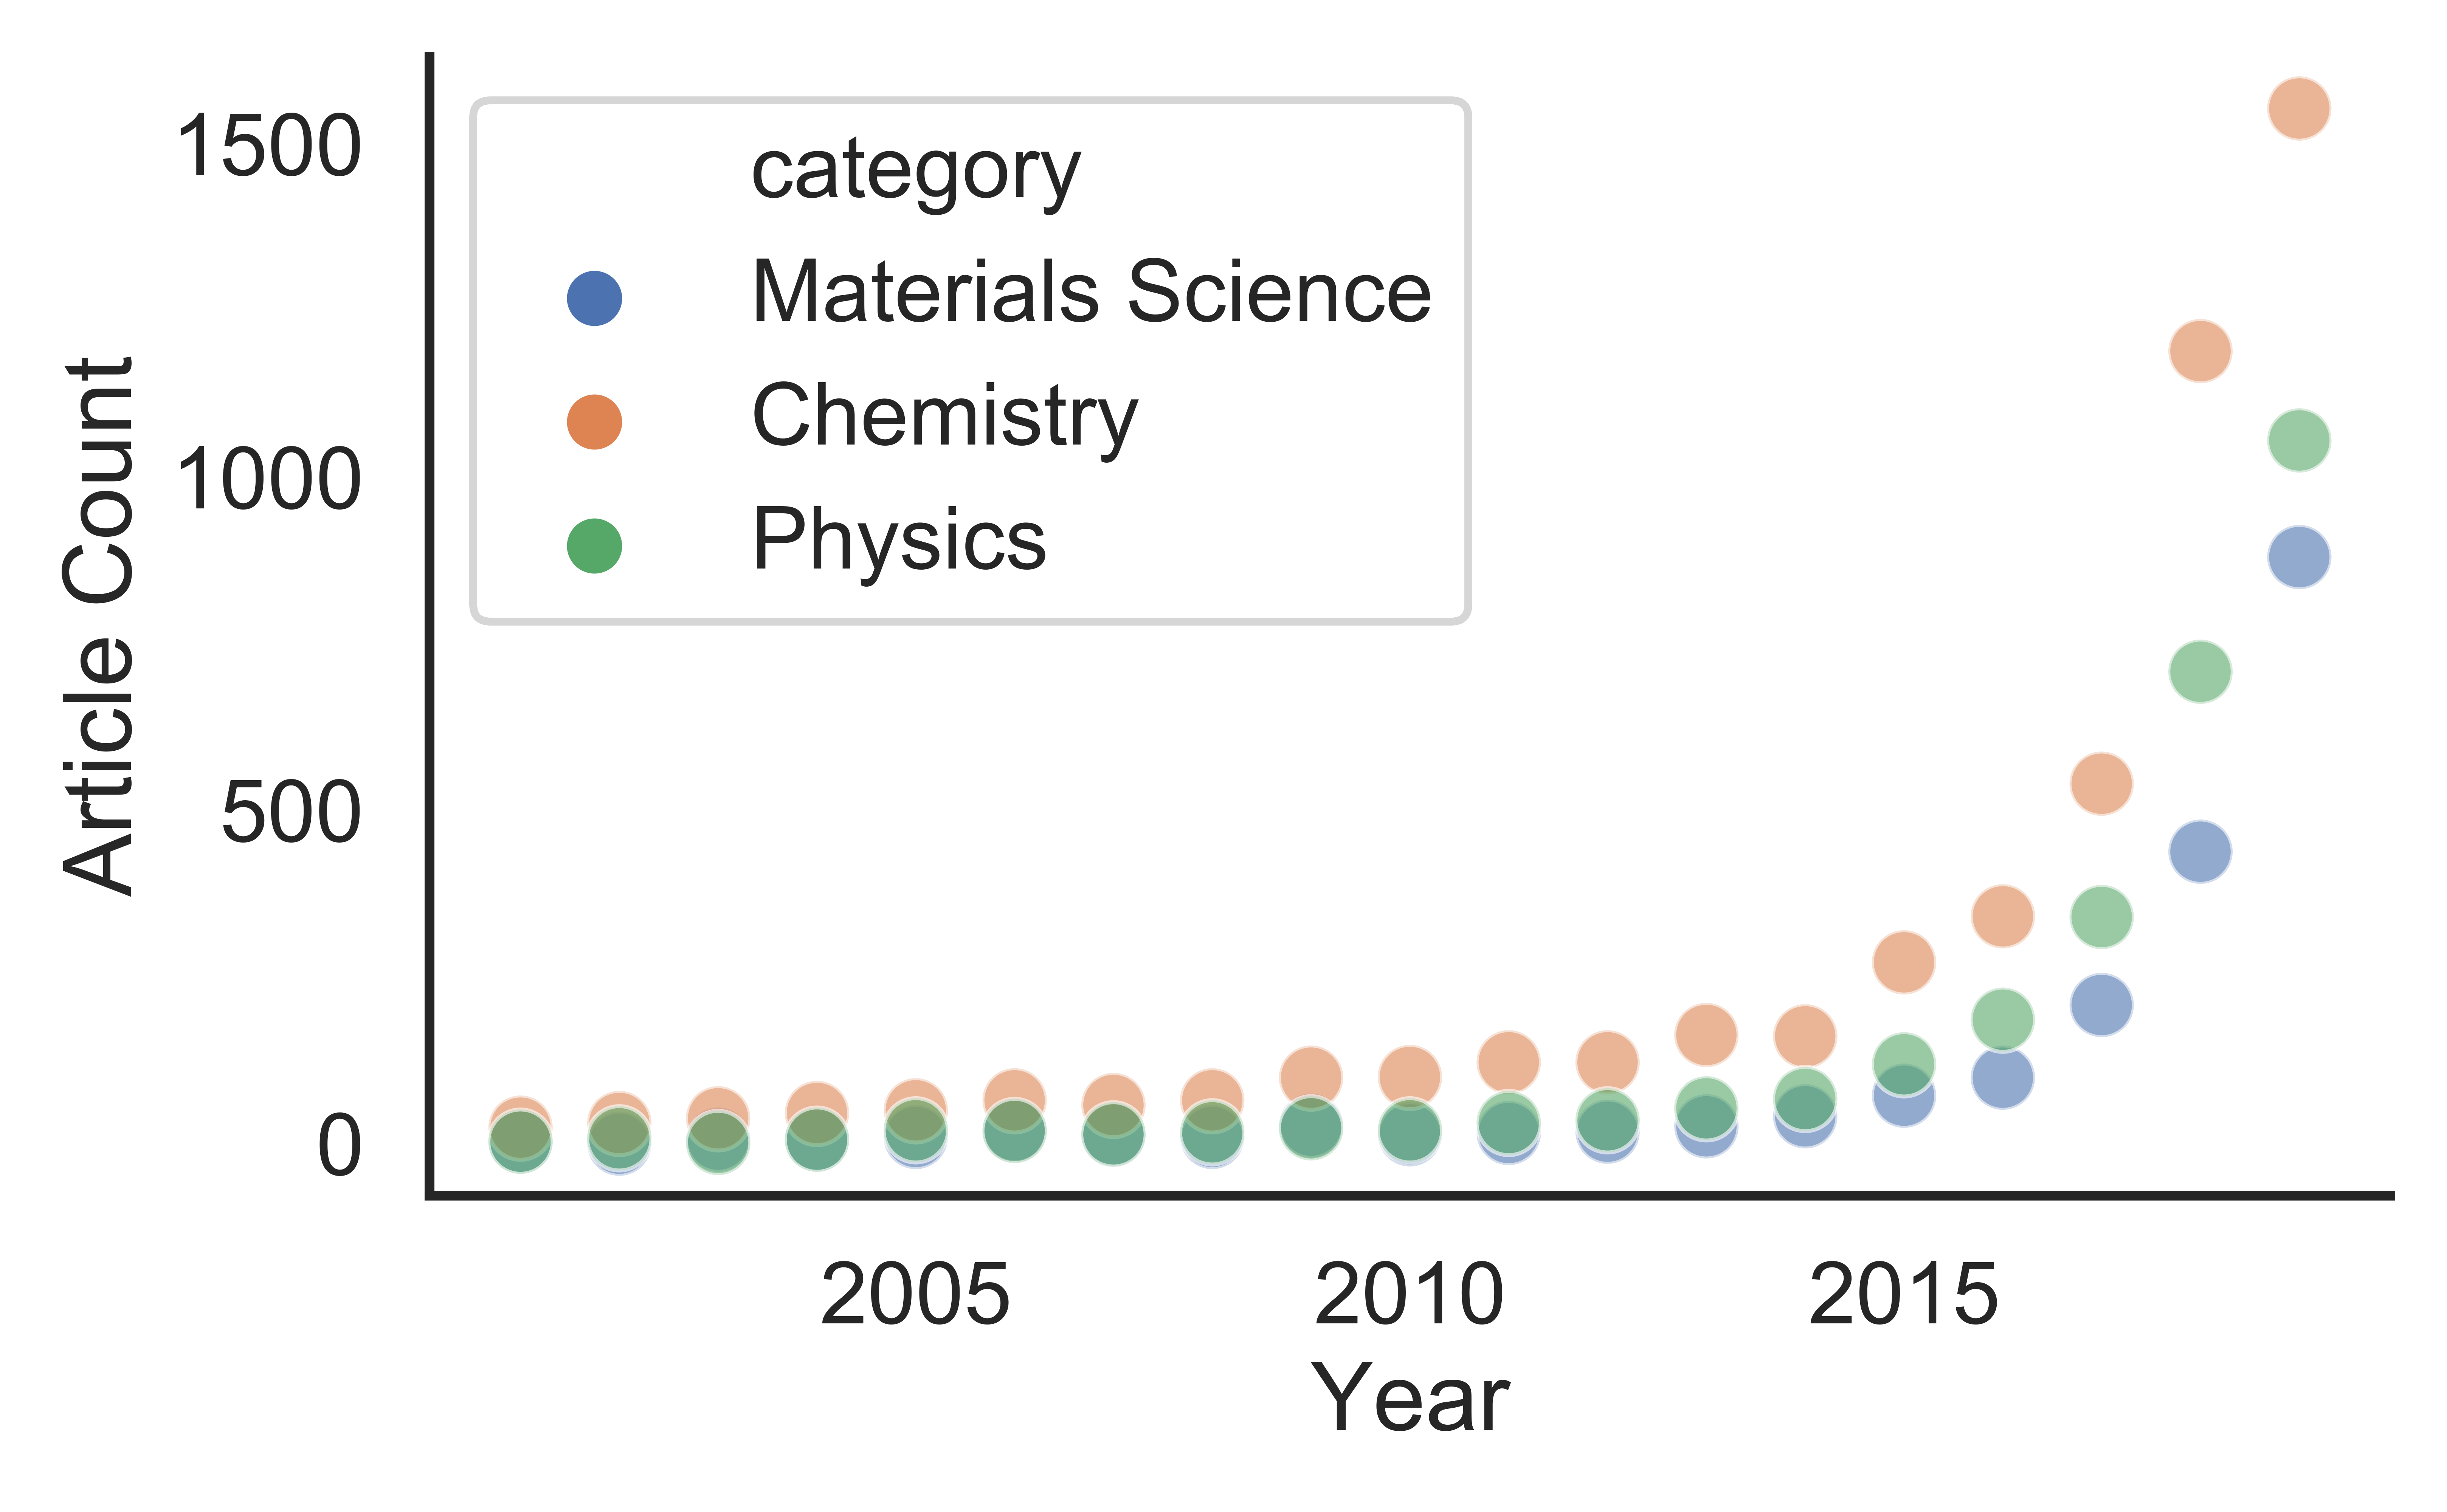 1500
1000
500
0
Article Count
category
Materials Science
Chemistry
Physics
2005
2010
2015
Year